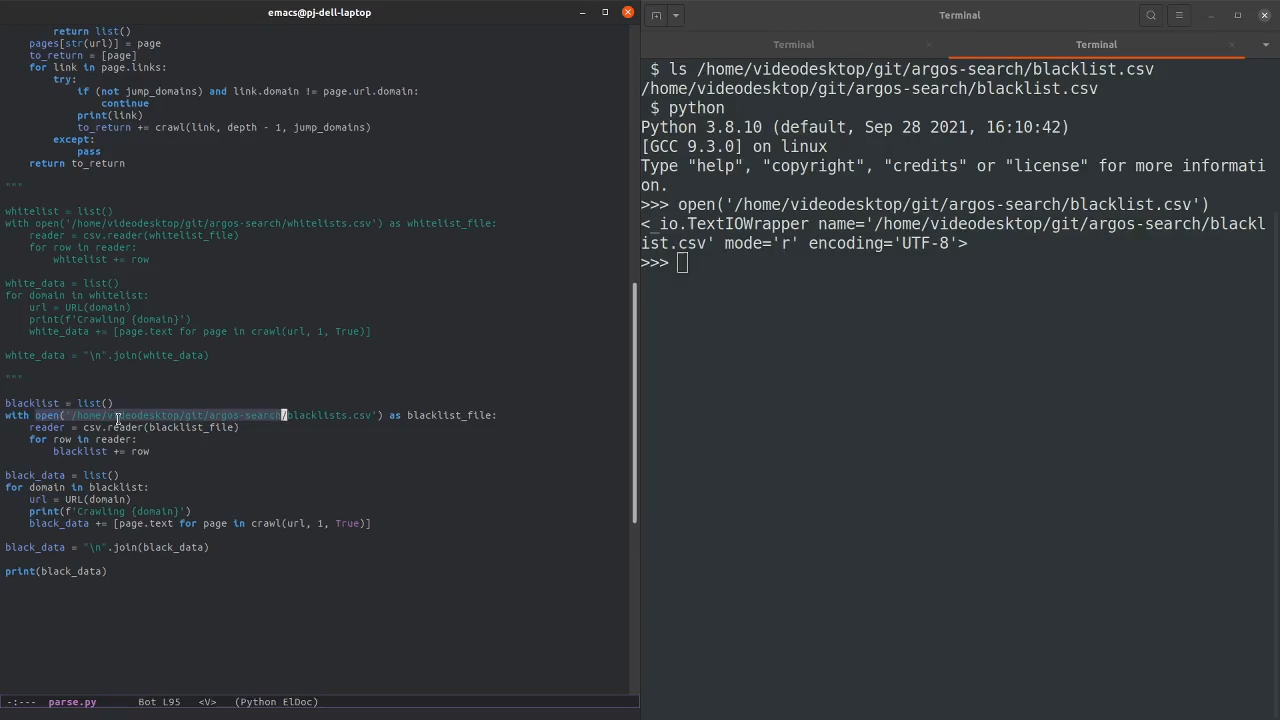 emacs@pj-dell-laptop
return list()
pages[str(url)] = page
to_return = [page]
for link in page.links:
try:
if (not jump_domains) and link.domain != page.url.domain:
continue
print(link)
to_return += crawl(link, depth - 1, jump_domains)
except:
pass
return to_return
"""
whitelist = list()
with open('/home/videodesktop/git/argos-search/whitelists.csv') as whitelist_file:
reader = csv.reader(whitelist_file)
for row in reader:
whitelist += row
white_data = list()
for domain in whitelist:
url = URL(domain)
print(f'Crawling {domain}')
white_data += [page.text for page in crawl(url, 1, True)]
white_data = "\n".join(white_data)
"""
blacklist = list()
with open('/home/videodesktop/git/argos-search/blacklists.csv') as blacklist_file:
reader = csv.reader(blacklist_file)
for row in reader:
blacklist += row
black_data = list()
for domain in blacklist:
url = URL(domain)
print(f'Crawling {domain}')
black_data += [page.text for page in crawl(url, 1, True)]
black_data = "\n".join(black_data)
print(black_data)
-:--- parse.py Bot L95 <V> (Python ElDoc)
Terminal
Terminal Terminal
$ ls /home/videodesktop/git/argos-search/blacklist.csv
/home/videodesktop/git/argos-search/blacklist.csv
$ python
Python 3.8.10 (default, Sep 28 2021, 16:10:42)
[GCC 9.3.0] on linux
Type "help", "copyright", "credits" or "license" for more informati
on.
>>> open('/home/videodesktop/git/argos-search/blacklist.csv')
<_io.TextIOWrapper name='/home/videodesktop/git/argos-search/blackl
ist.csv' mode='r' encoding='UTF-8'>
>>>